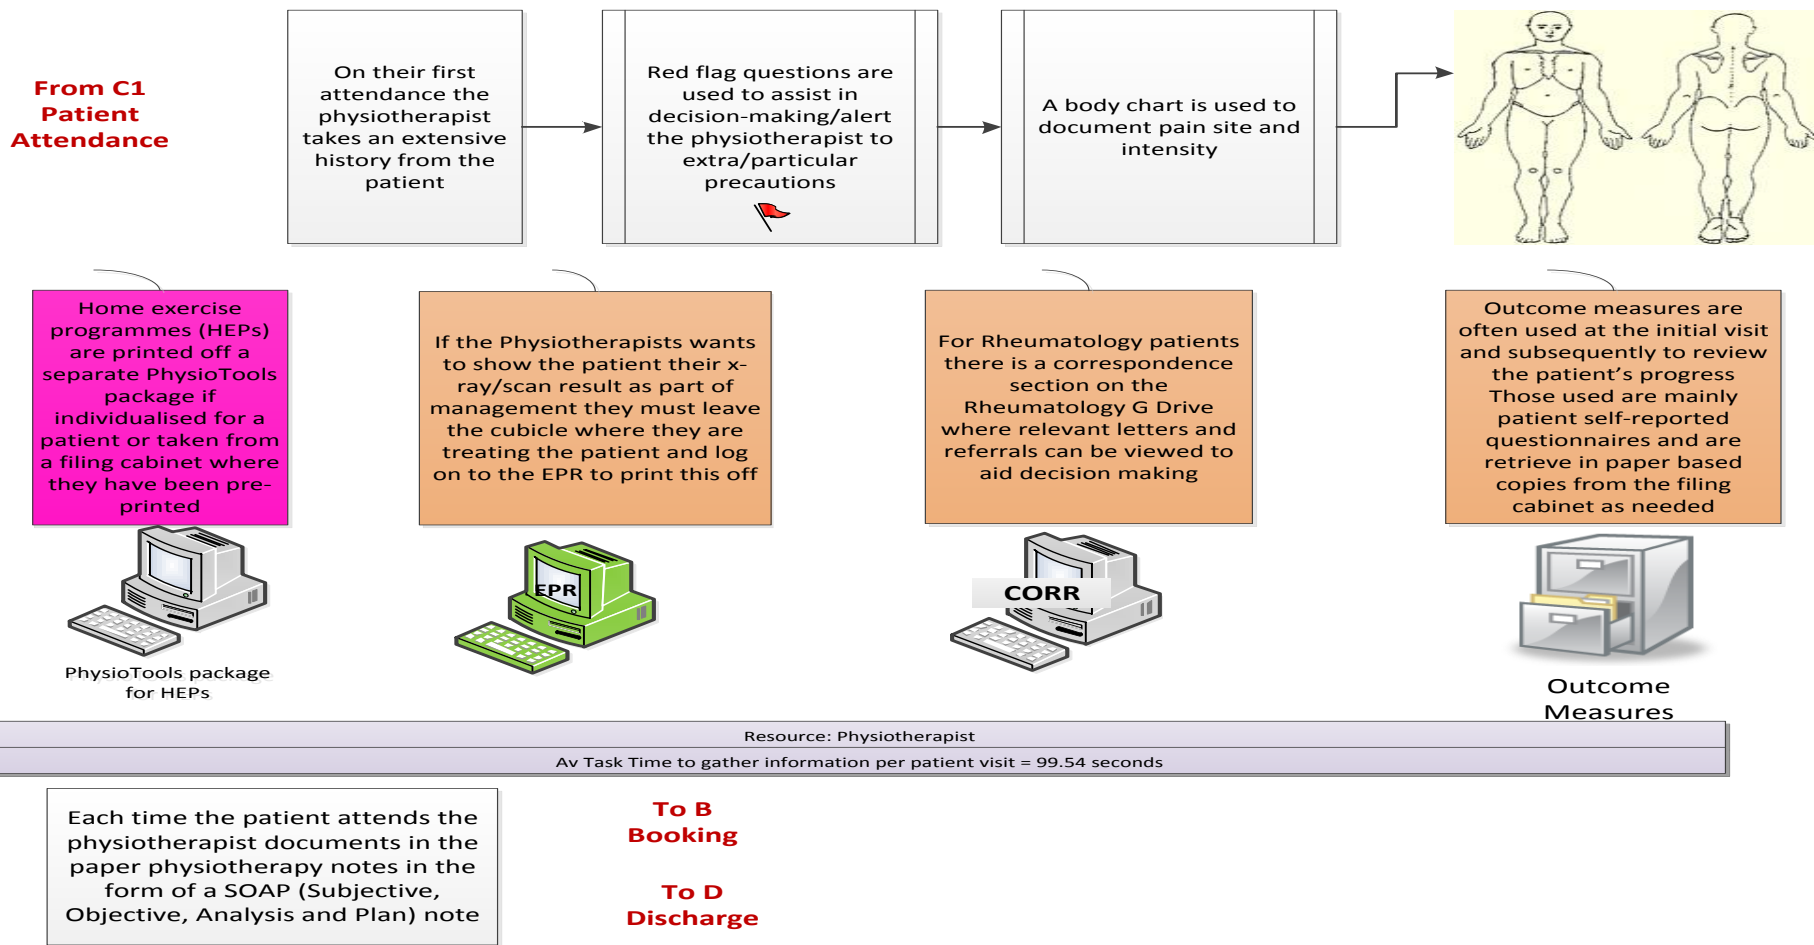 From C1
Patient
Attendance
On their first
attendance the
physiotherapist
takes an extensive
history from the
patient
Red flag questions are
used to assist in
decision-making/alert
the physiotherapist to
extra/particular
precautions
A body chart is used to
document pain site and
intensity
Home exercise
programmes (HEPs)
are printed off a
separate PhysioTools
package if
individualised for a
patient or taken from
a filing cabinet where
they have been pre-
printed
If the Physiotherapists wants
to show the patient their x-
ray/scan result as part of
management they must leave
the cubicle where they are
treating the patient and log
on to the EPR to print this off
For Rheumatology patients
there is a correspondence
section on the
Rheumatology G Drive
where relevant letters and
referrals can be viewed to
aid decision making
Outcome measures are
often used at the initial visit
and subsequently to review
the patient's progress
Those used are mainly
patient self-reported
questionnaires and are
retrieve in paper based
copies from the filing
cabinet as needed
EPR
CORR
PhysioTools package
for HEPs
Outcome
Measures
Resource: Physiotherapist
Av Task Time to gather information per patient visit = 99.54 seconds
Each time the patient attends the
physiotherapist documents in the
paper physiotherapy notes in the
form of a SOAP (Subjective,
Objective, Analysis and Plan) note
To B
Booking
To D
Discharge